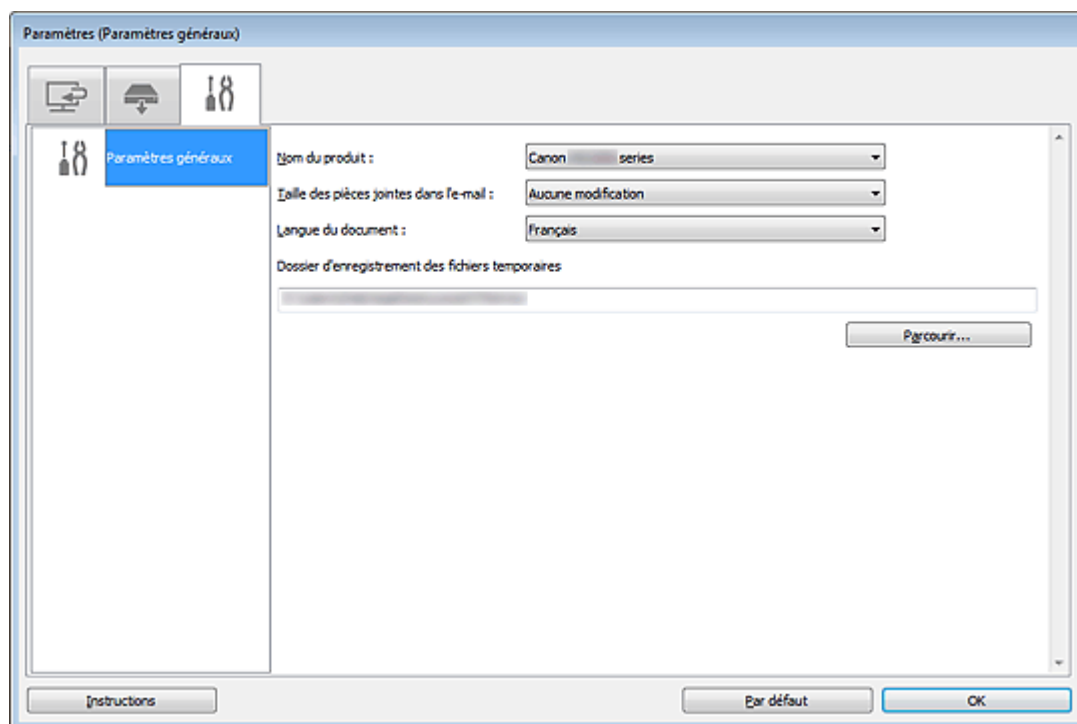 Paramètres (Paramètres généraux)
Paramètres généraux
Nom du produit :
Canon series
Taille des pièces jointes dans l'e-mail :
Aucune modification
Langue du document :
Français
Dossier d'enregistrement des fichiers temporaires
Parcourir...
Instructions
Par défaut
OK